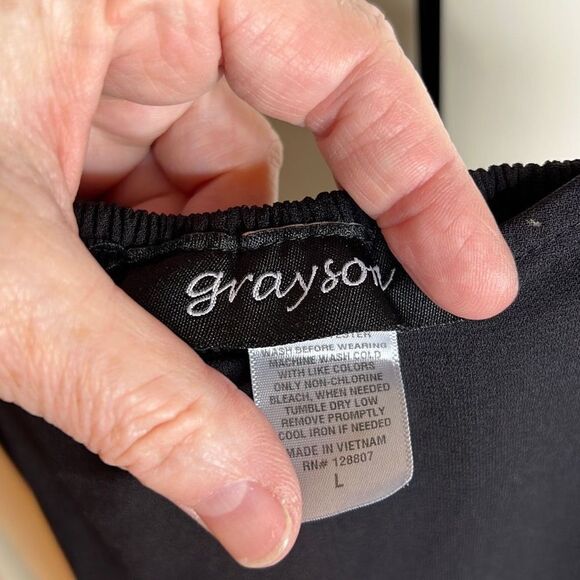 grayson
WASH BEFORE WEARING
MACHINE WASH COLD
WITH LIKE COLORS
ONLY NON-CHLORINE
BLEACH, WHEN NEEDED
TUMBLE DRY LOW
REMOVE PROMPTLY
COOL IRON IF NEEDED
MADE IN VIETNAM
RN# 128807
L